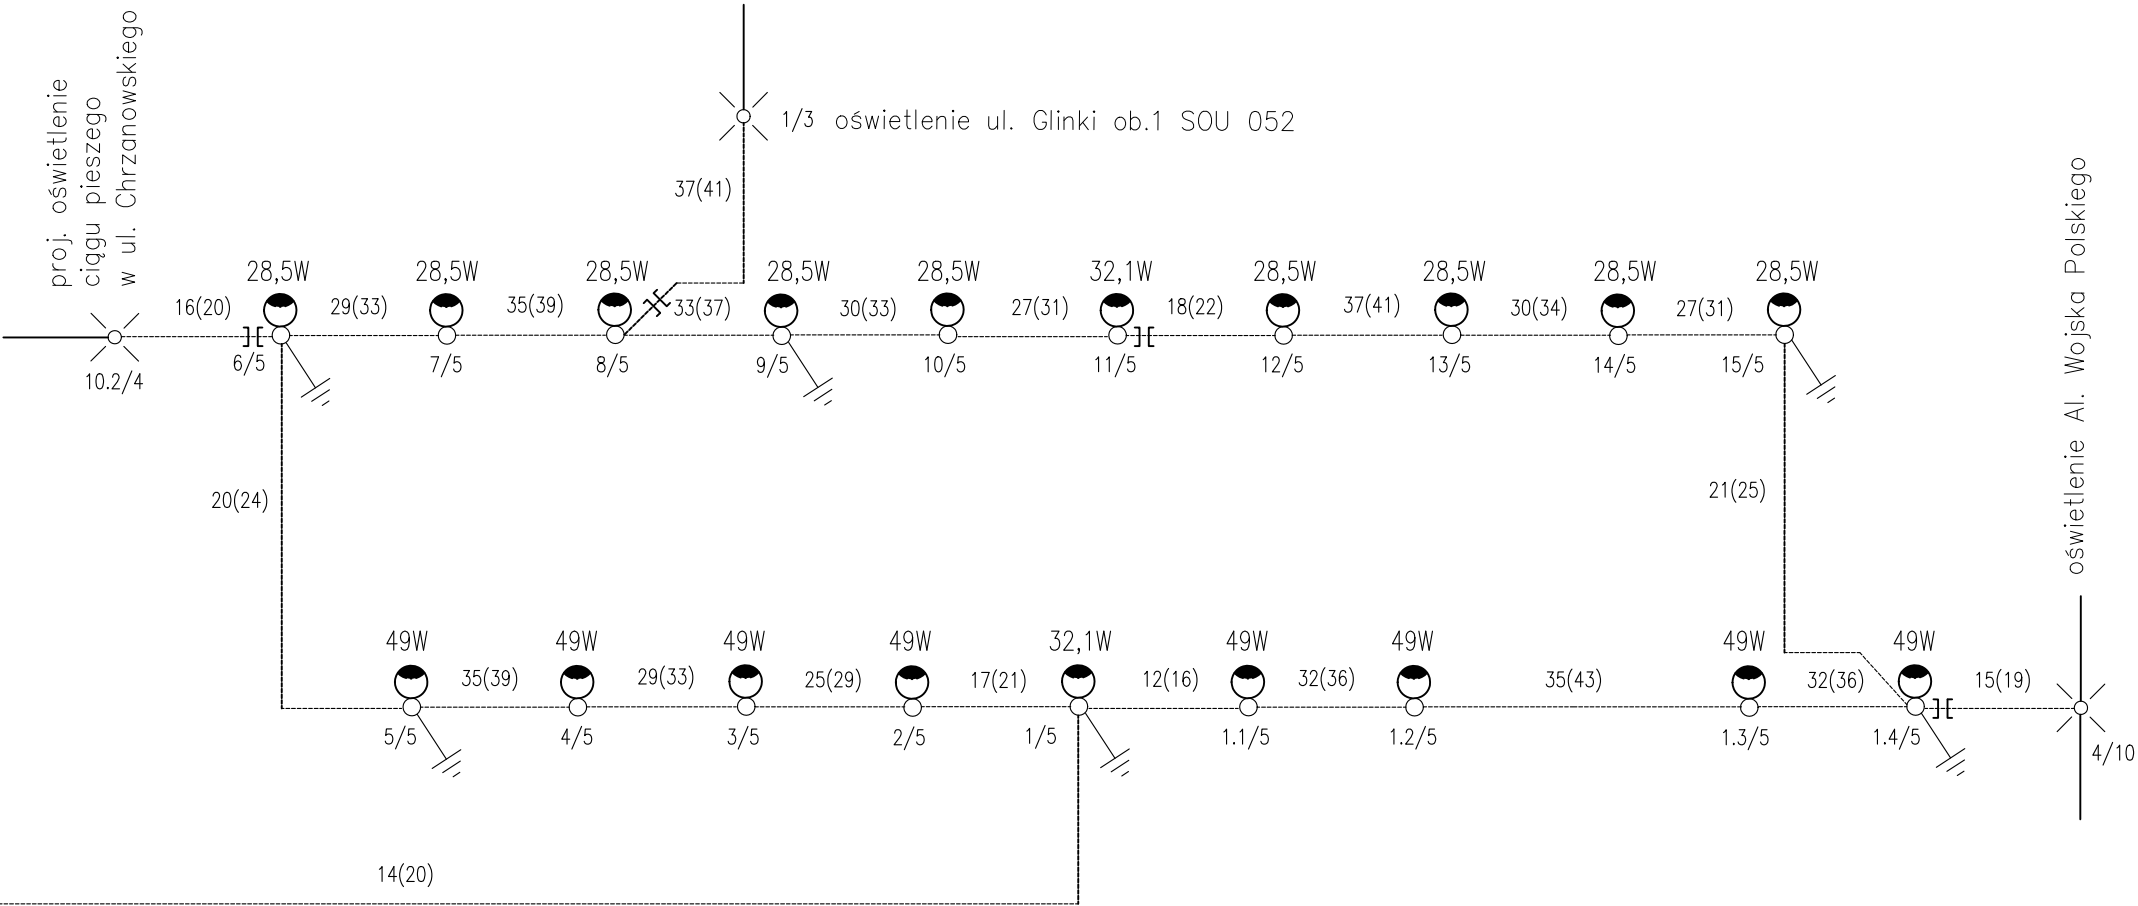 proj. oświetlenie
ciągu pieszego
w ul. Chrzanowskiego
1/3 oświetlenie ul. Glinki ob.1 SOU 052
37(41)
28,5W 28,5W 28,5W 28,5W 28,5W 32,1W 28,5W 28,5W 28,5W 28,5W
16(20) 29(33) 35(39) 33(37) 30(33) 27(31) 18(22) 37(41) 30(34) 27(31)
10.2/4 6/5 7/5 8/5 9/5 10/5 11/5 12/5 13/5 14/5 15/5
oświetlenie Al. Wojska Polskiego
20(24) 21(25)
49W 49W 49W 49W 32,1W 49W 49W 49W 49W
35(39) 29(33) 25(29) 17(21) 12(16) 32(36) 35(43) 32(36) 15(19)
5/5 4/5 3/5 2/5 1/5 1.1/5 1.2/5 1.3/5 1.4/5 4/10
14(20)